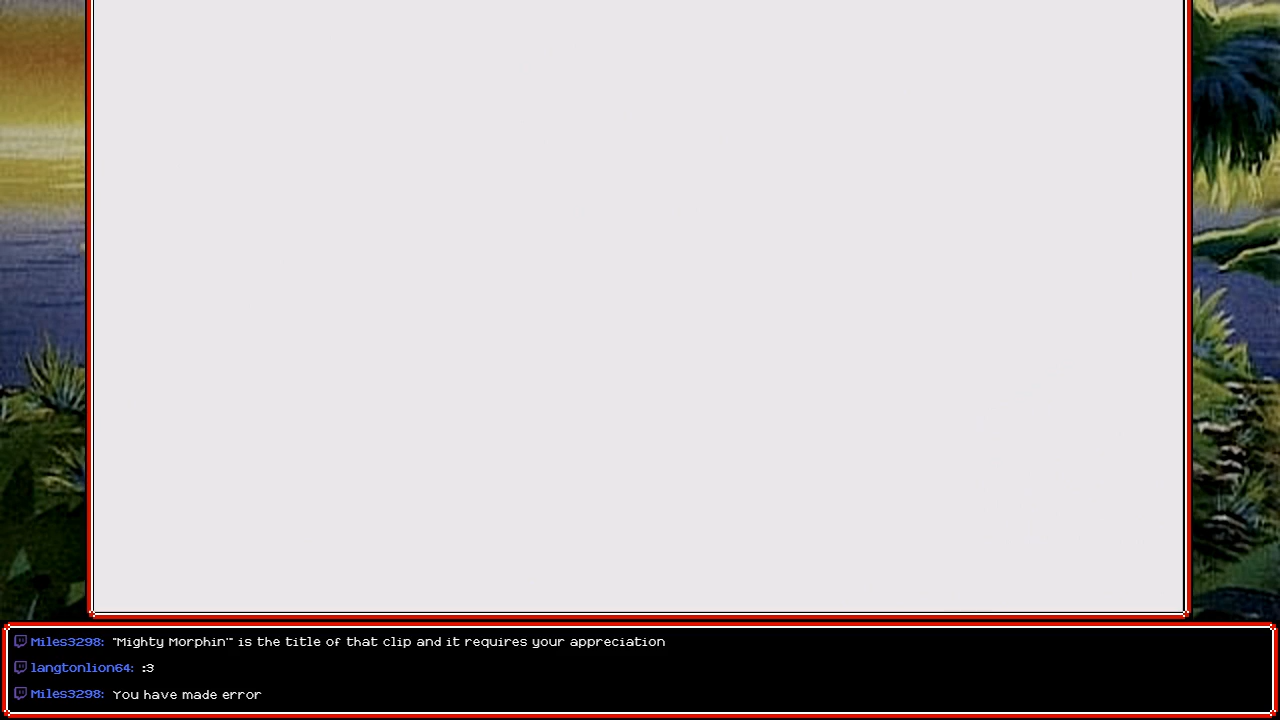 Miles3298: "Mighty Morphin'" is the title of that clip and it requires your appreciation
langtonlion64: :3
Miles3298: You have made error